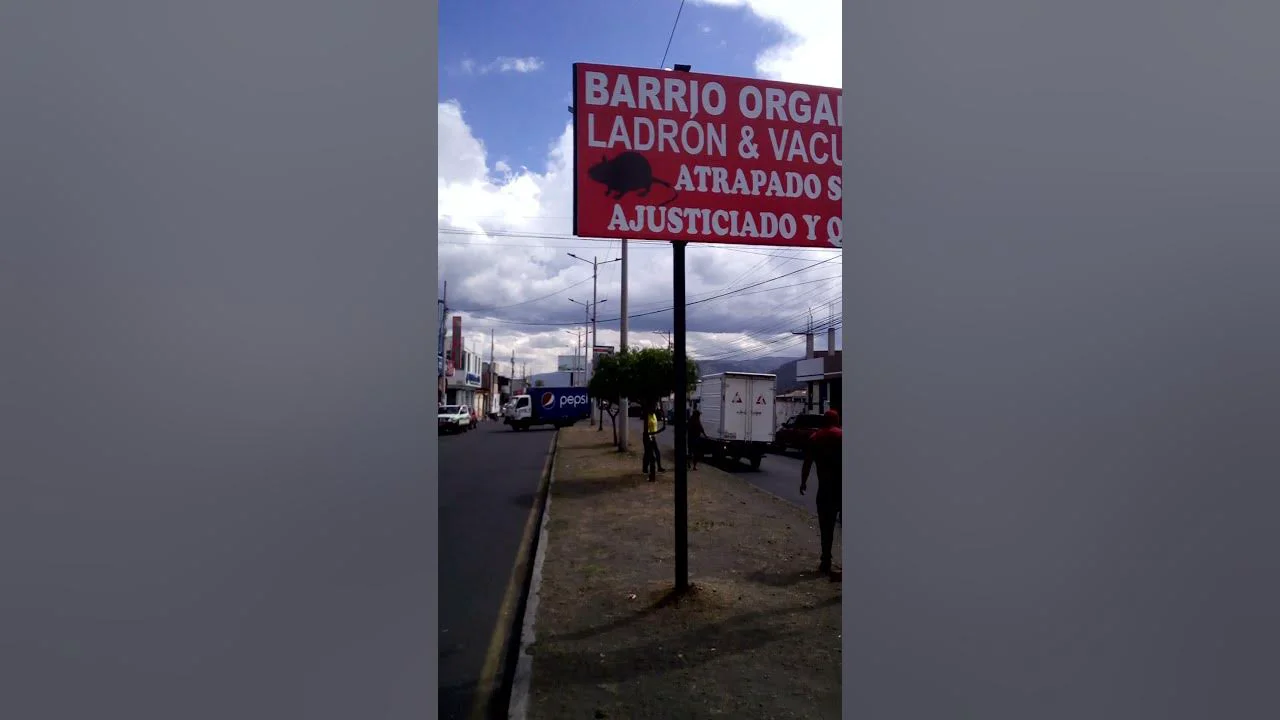 BARRIO ORGA
LADRÓN & VACU
ATRAPADO S
AJUSTICIADO Y Q
pepsi